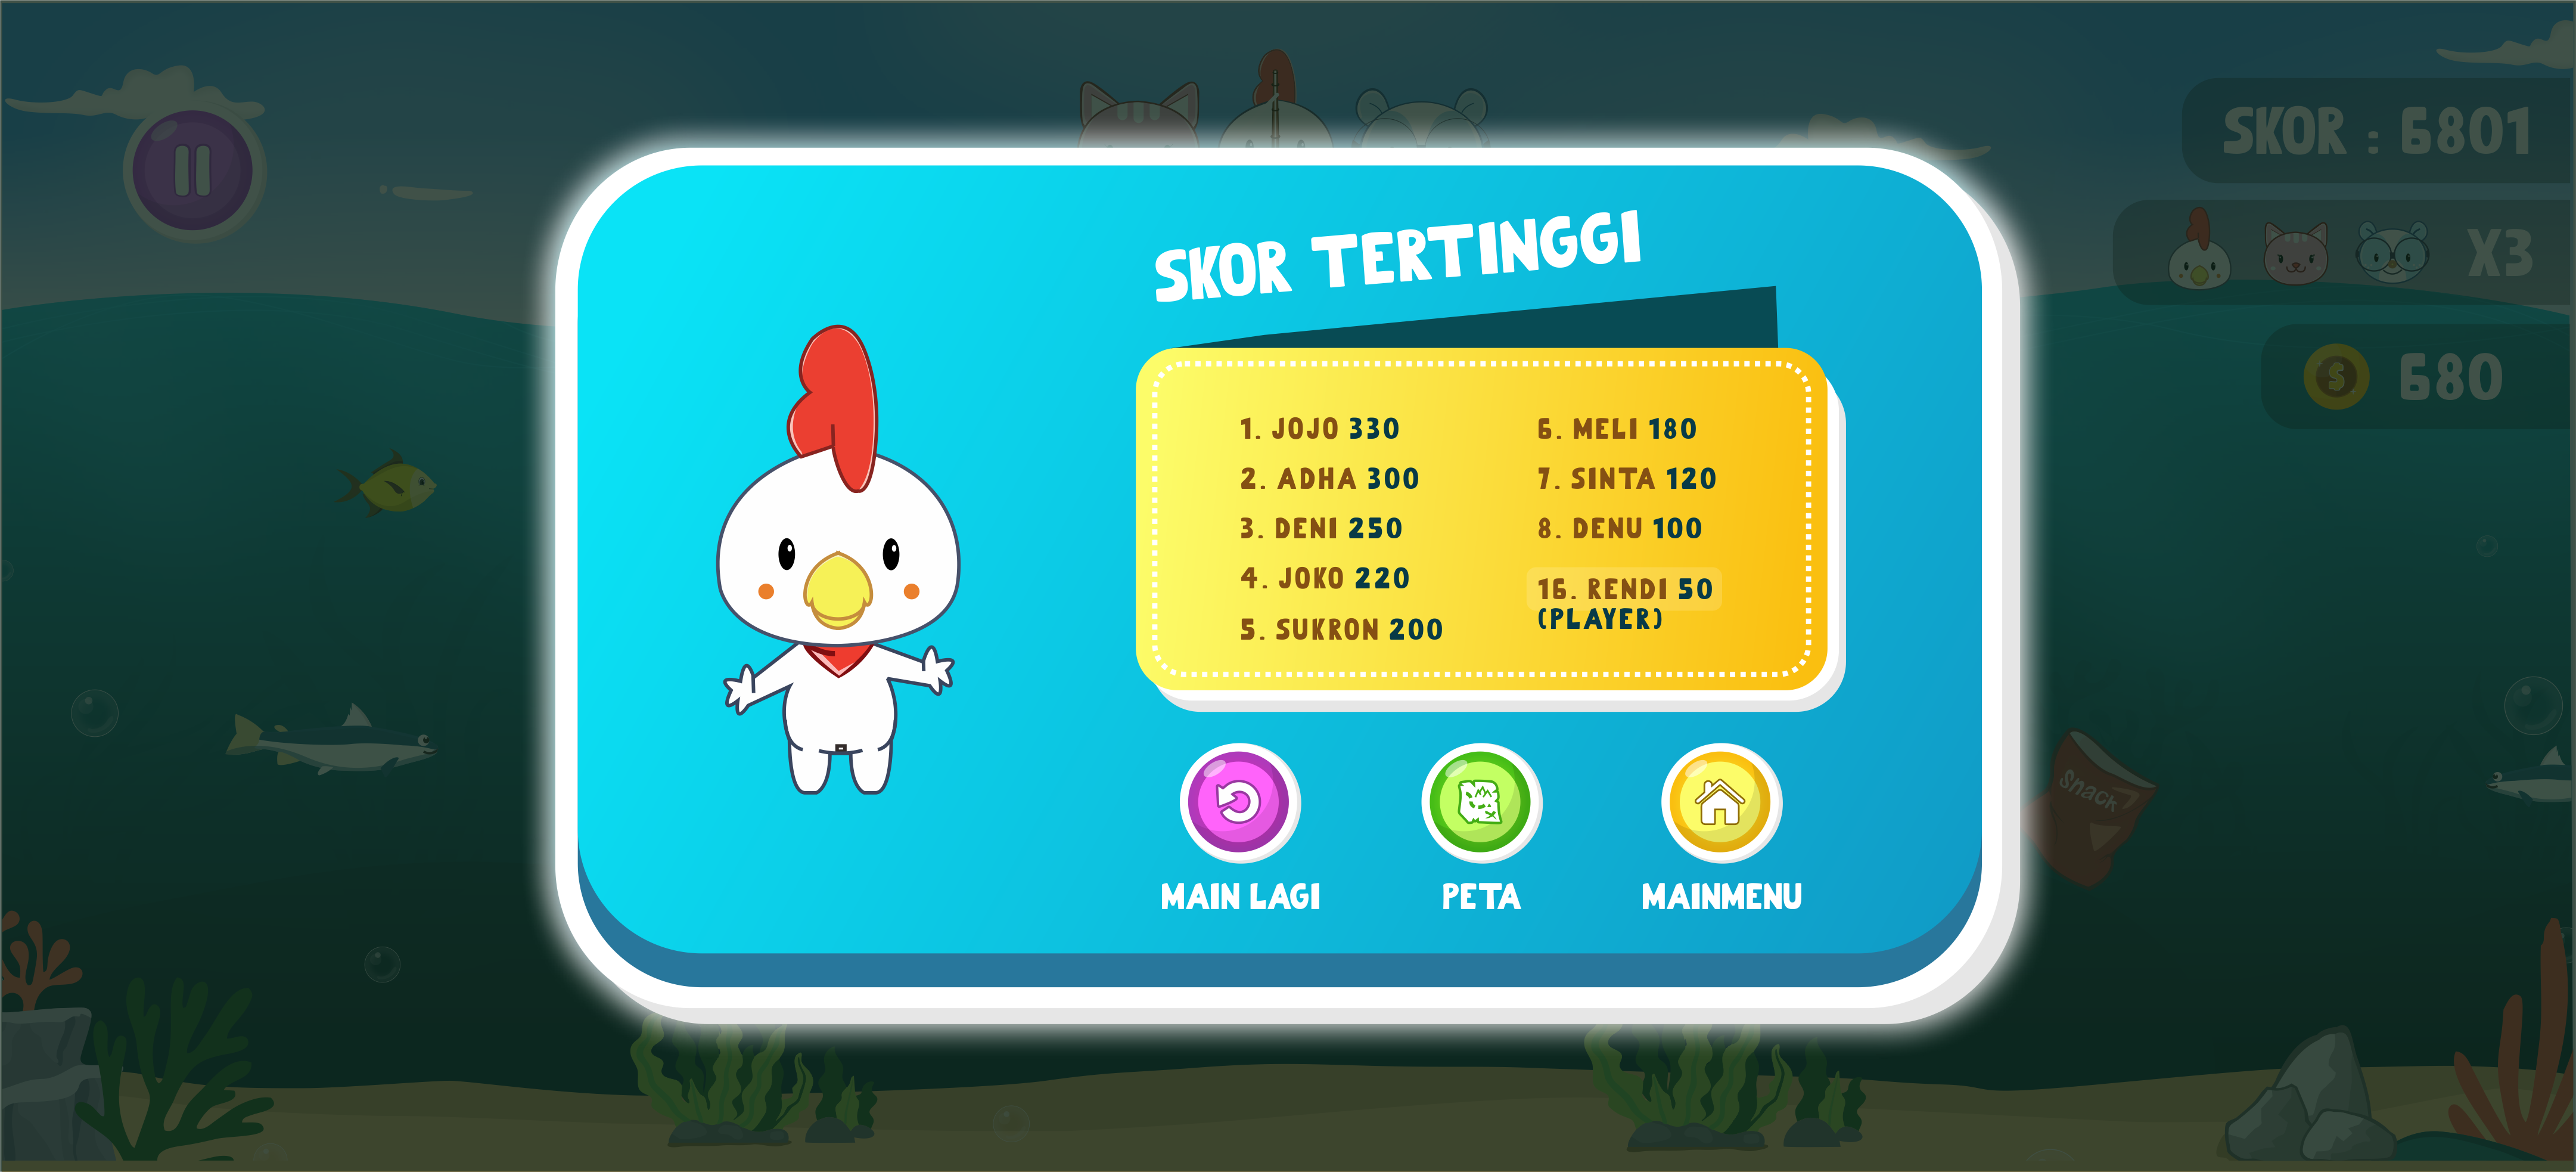 SKOR : 6801
X3
680
SKOR TERTINGGI
1. JOJO 330
2. ADHA 300
3. DENI 250
4. JOKO 220
5. SUKRON 200
6. MELI 180
7. SINTA 120
8. DENU 100
16. RENDI 50
(PLAYER)
snack
MAIN LAGI
PETA
MAINMENU